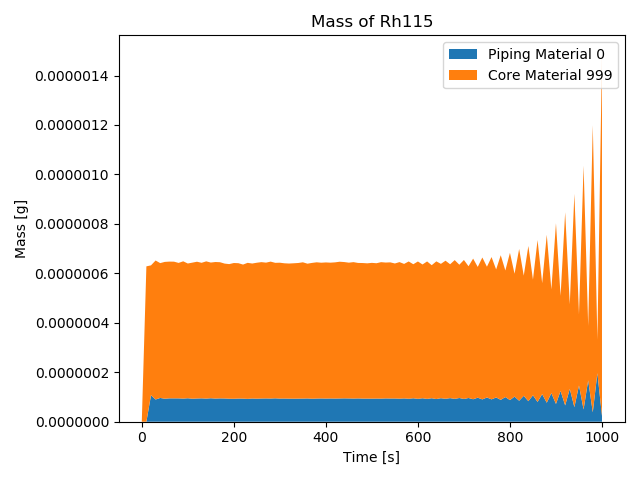 Mass of Rh115
Piping Material 0
Core Material 999
0.0000014
0.0000012
0.0000010
0.0000008
0.0000006
0.0000004
0.0000002
0.0000000
Mass [g]
0
200
400
600
800
1000
Time [s]